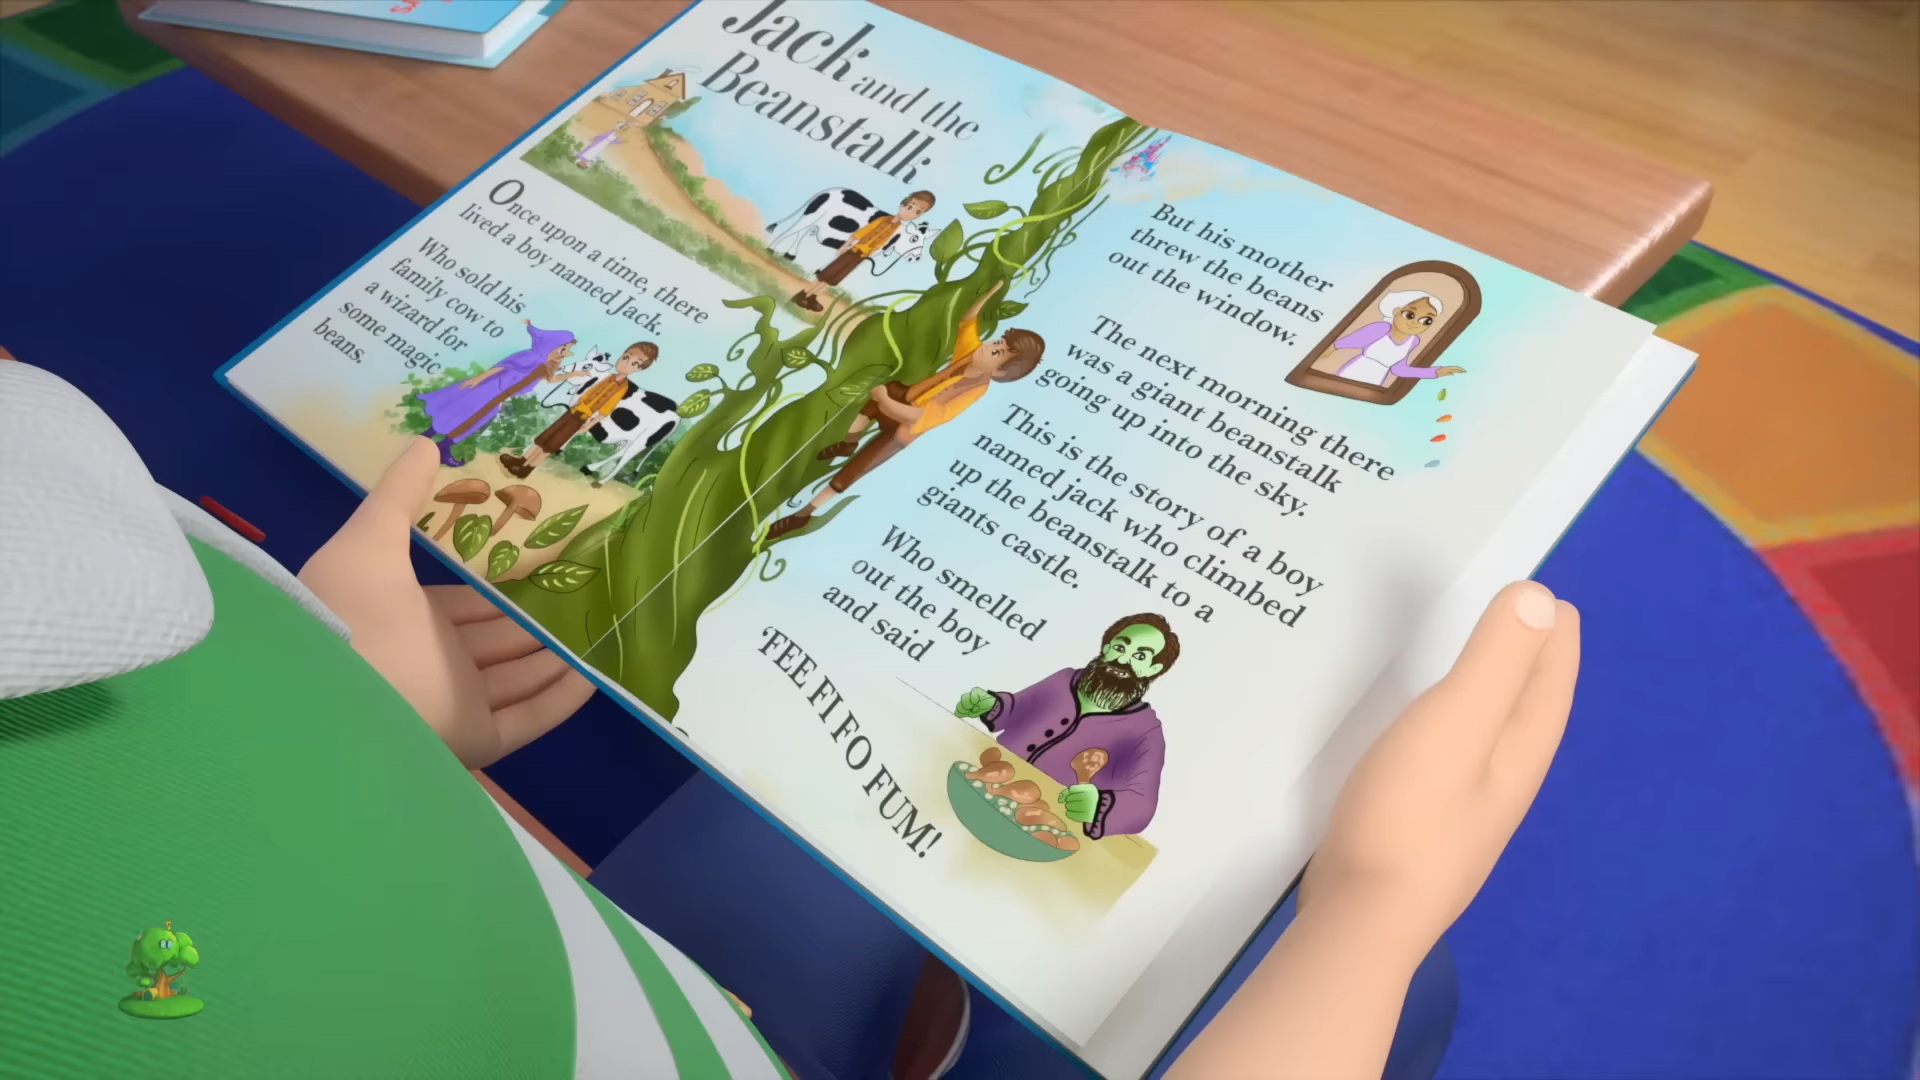 Jack and the
Beanstalk
Once upon a time, there
lived a boy named Jack.
Who sold his
family cow to
a wizard for
some magic
beans.
But his mother
threw the beans
out the window.
The next morning there
was a giant beanstalk
going up into the sky.
This is the story of a boy
named jack who climbed
up the beanstalk to a
giants castle.
Who smelled
out the boy
and said
'FEE FI FO FUM!